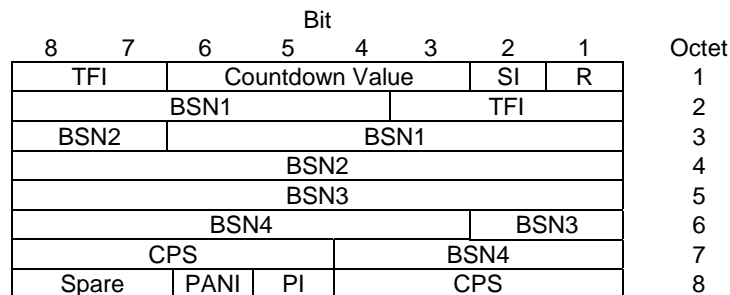 Bit
8 7 6 5 4 3 2 1 Octet
TFI Countdown Value SI R 1
BSN1 TFI 2
BSN2 BSN1 3
BSN2 4
BSN3 5
BSN4 BSN3 6
CPS BSN4 7
Spare PANI PI CPS 8